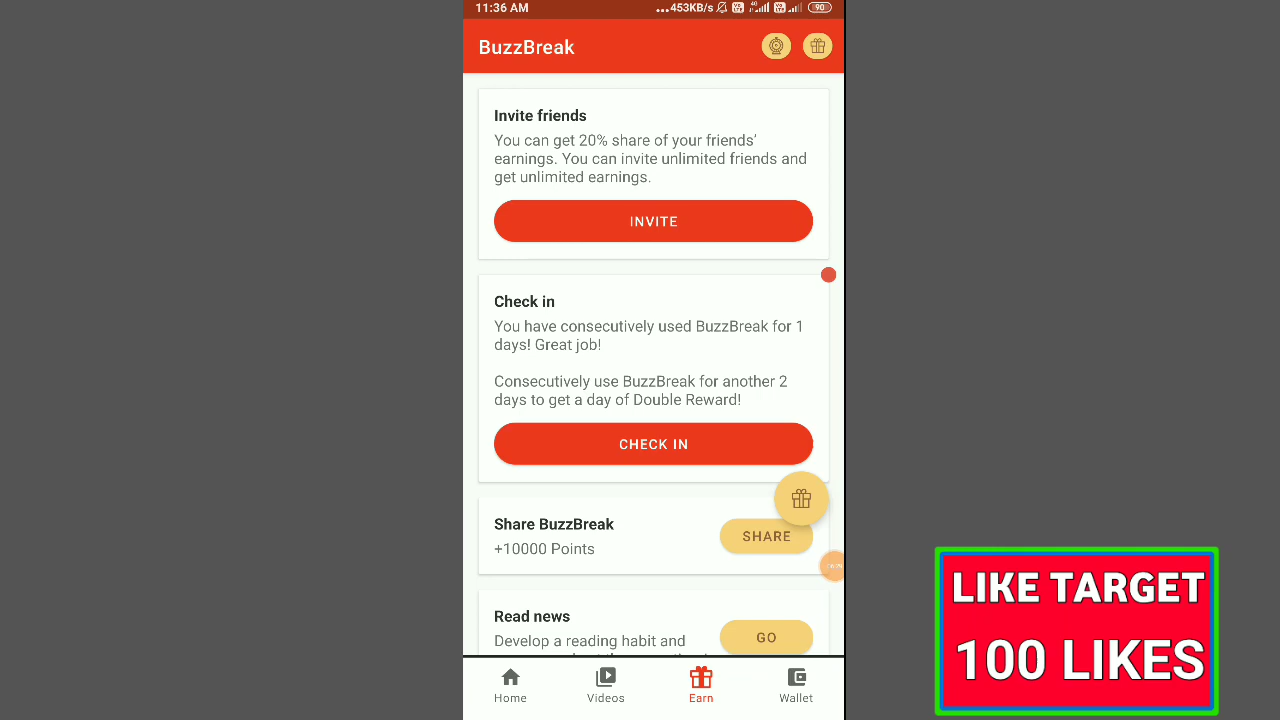 11:36 AM
...453KB/s
4G
90
BuzzBreak
Invite friends
You can get 20% share of your friends'
earnings. You can invite unlimited friends and
get unlimited earnings.
INVITE
Check in
You have consecutively used BuzzBreak for 1
days! Great job!
Consecutively use BuzzBreak for another 2
days to get a day of Double Reward!
CHECK IN
Share BuzzBreak
+10000 Points
SHARE
Read news
Develop a reading habit and
GO
Home
Videos
Earn
Wallet
LIKE TARGET
100 LIKES